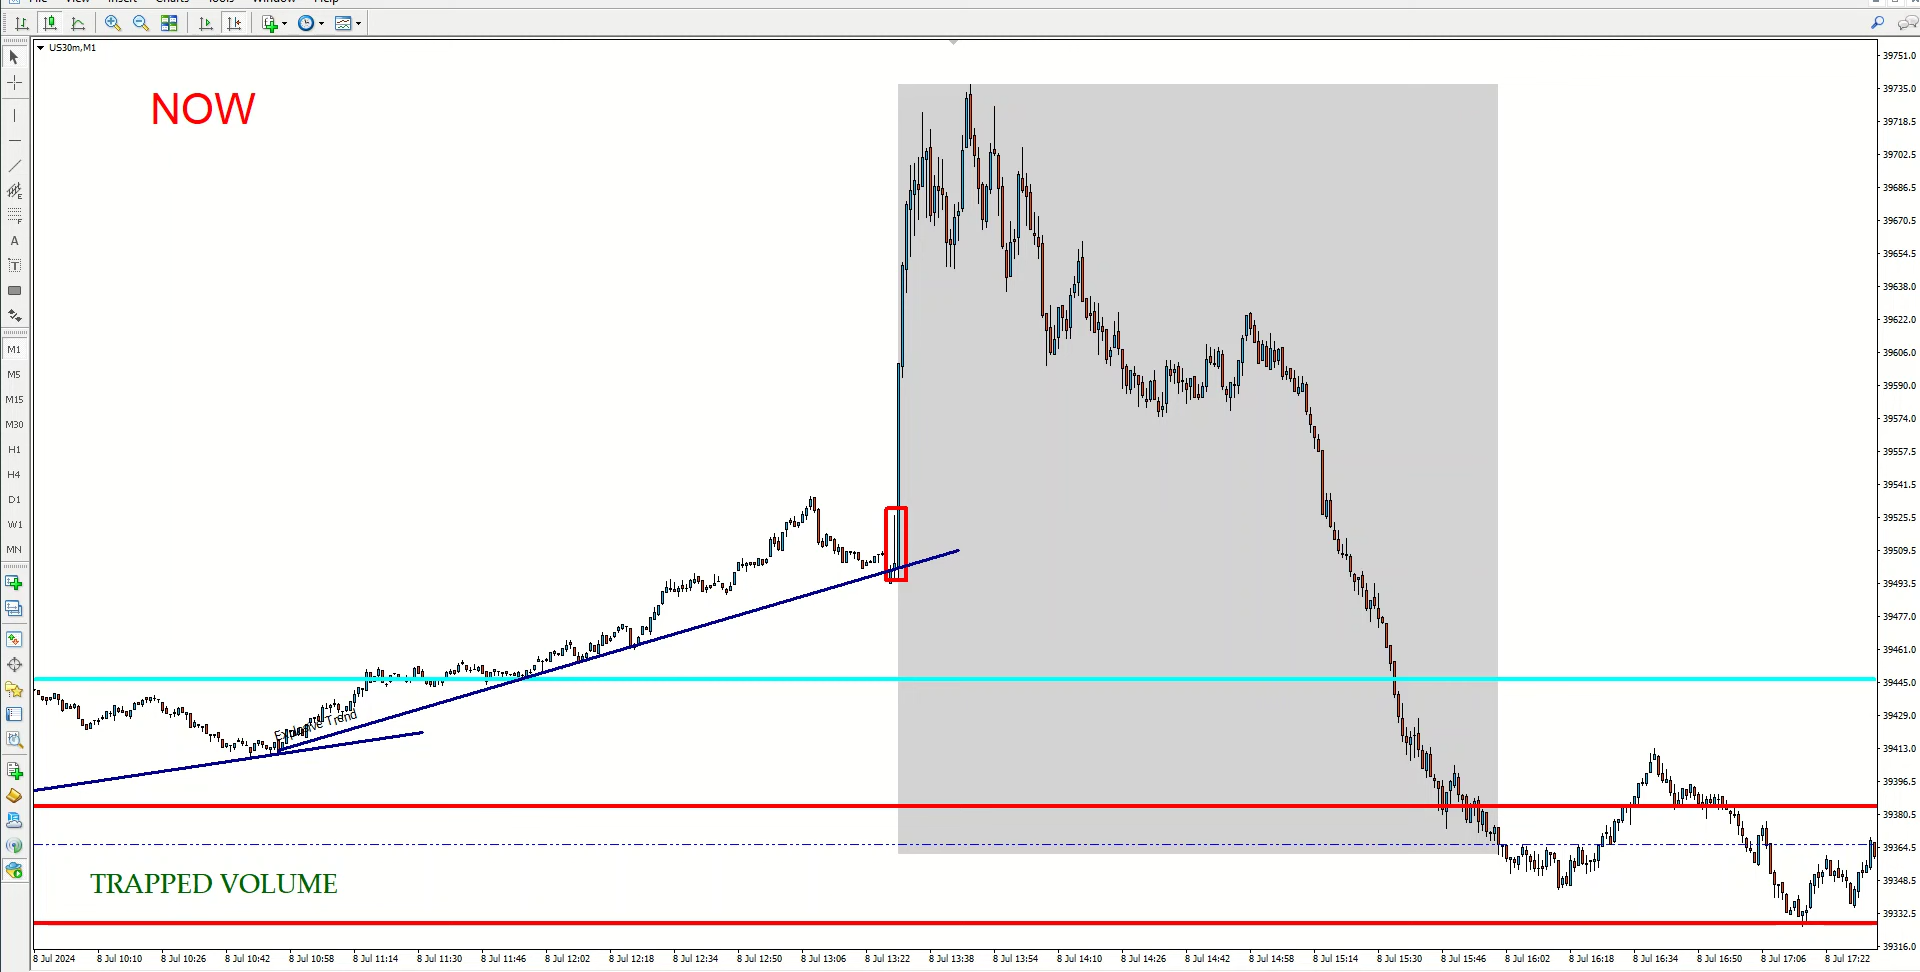 File View Insert Charts Tools Window Help
US30m,M1
NOW
Explosive Trend
TRAPPED VOLUME
E
F
A
T
M1
M5
M15
M30
H1
H4
D1
W1
MN
39751.0
39735.0
39718.5
39702.5
39686.5
39670.5
39654.5
39638.0
39622.0
39606.0
39590.0
39574.0
39557.5
39541.5
39525.5
39509.5
39493.5
39477.0
39461.0
39445.0
39429.0
39413.0
39396.5
39380.5
39364.5
39348.5
39332.5
39316.0
8 Jul 2024 8 Jul 10:10 8 Jul 10:26 8 Jul 10:42 8 Jul 10:58 8 Jul 11:14 8 Jul 11:30 8 Jul 11:46 8 Jul 12:02 8 Jul 12:18 8 Jul 12:34 8 Jul 12:50 8 Jul 13:06 8 Jul 13:22 8 Jul 13:38 8 Jul 13:54 8 Jul 14:10 8 Jul 14:26 8 Jul 14:42 8 Jul 14:58 8 Jul 15:14 8 Jul 15:30 8 Jul 15:46 8 Jul 16:02 8 Jul 16:18 8 Jul 16:34 8 Jul 16:50 8 Jul 17:06 8 Jul 17:22